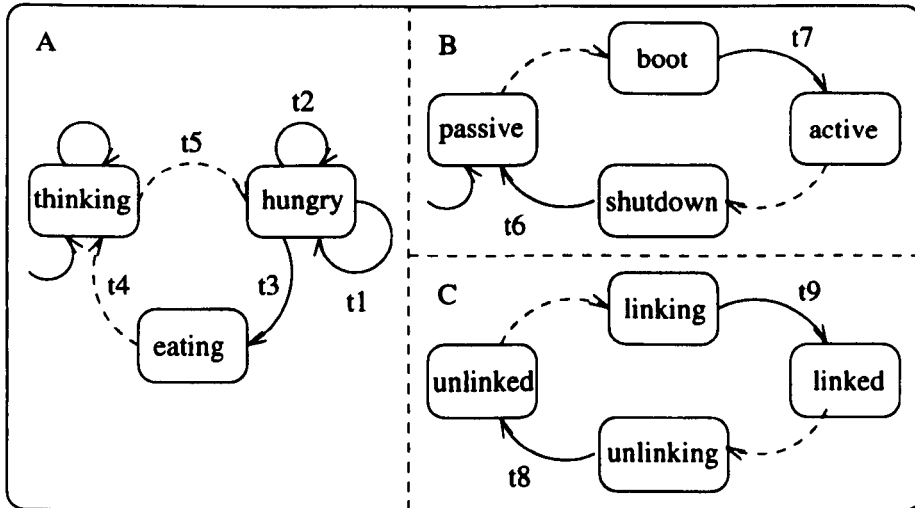 A
t2
t5
thinking
hungry
t4
t3
t1
eating
B
t7
boot
passive
active
shutdown
t6
C
t9
linking
unlinked
linked
unlinking
t8